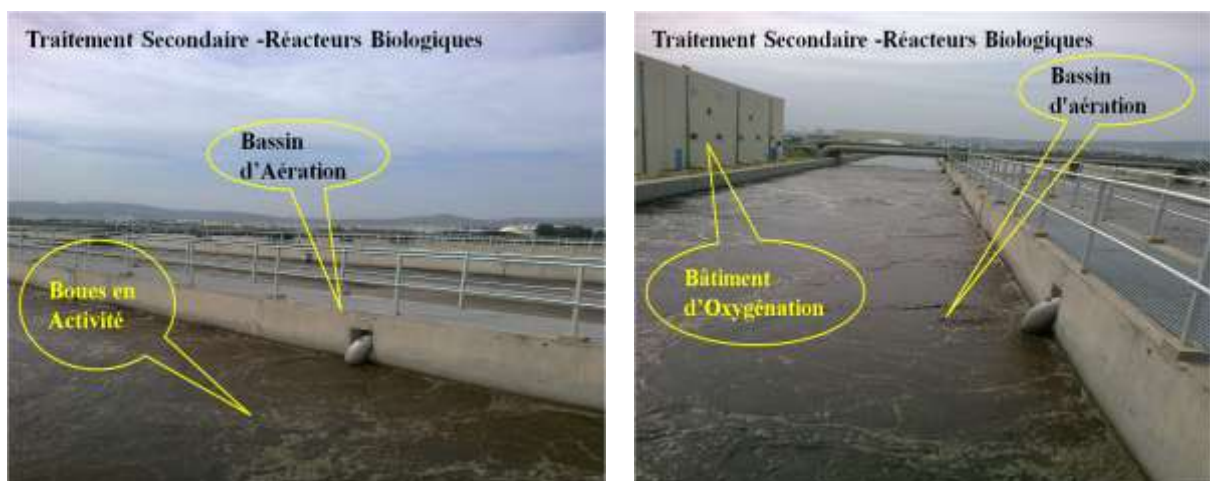 Traitement Secondaire -Réacteurs Biologiques
Bassin
d'Aération
Boues en
Activité
Traitement Secondaire -Réacteurs Biologiques
Bassin
d'aération
Bâtiment
d'Oxygénation